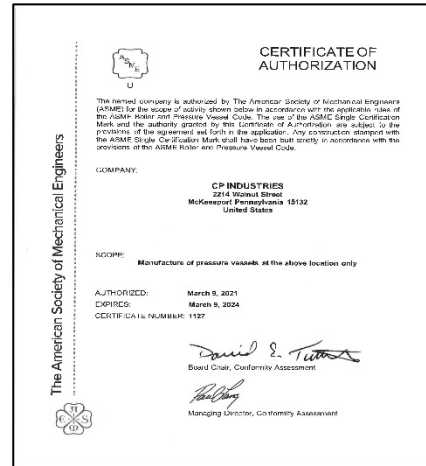 ASME
U
CERTIFICATE OF
AUTHORIZATION
The named company is authorized by The American Society of Mechanical Engineers
(ASME) for the scope of activity shown below in accordance with the applicable rules of
the ASME Boiler and Pressure Vessel Code. The use of the ASME Single Certification
Mark and the authority granted by this Certificate of Authorization are subject to the
provisions of the agreement set forth in the application. Any construction stamped with
the ASME Single Certification Mark shall have been built strictly in accordance with the
provisions of the ASME Boiler and Pressure Vessel Code.
COMPANY:
CP INDUSTRIES
2214 Walnut Street
McKeesport Pennsylvania 15132
United States
SCOPE:
Manufacture of pressure vessels at the above location only
AUTHORIZED: March 9, 2021
EXPIRES: March 9, 2024
CERTIFICATE NUMBER: 1127
Board Chair, Conformity Assessment
Managing Director, Conformity Assessment
The American Society of Mechanical Engineers